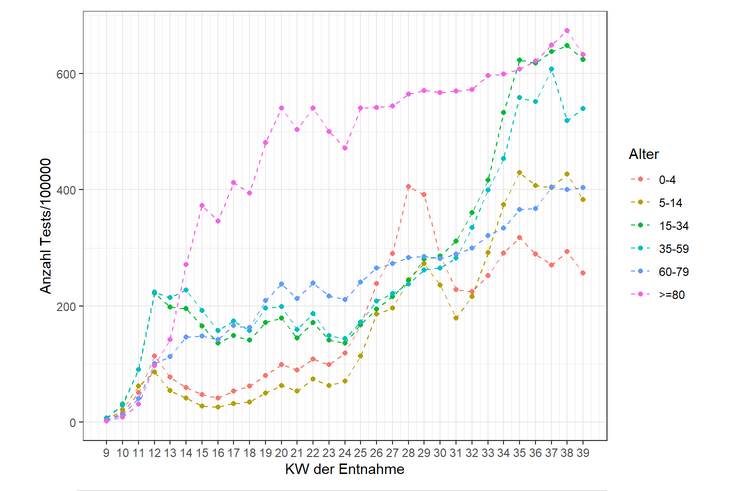 600
400
200
0
Anzahl Tests/100000
9 10 11 12 13 14 15 16 17 18 19 20 21 22 23 24 25 26 27 28 29 30 31 32 33 34 35 36 37 38 39
KW der Entnahme
Alter
0-4
5-14
15-34
35-59
60-79
>=80